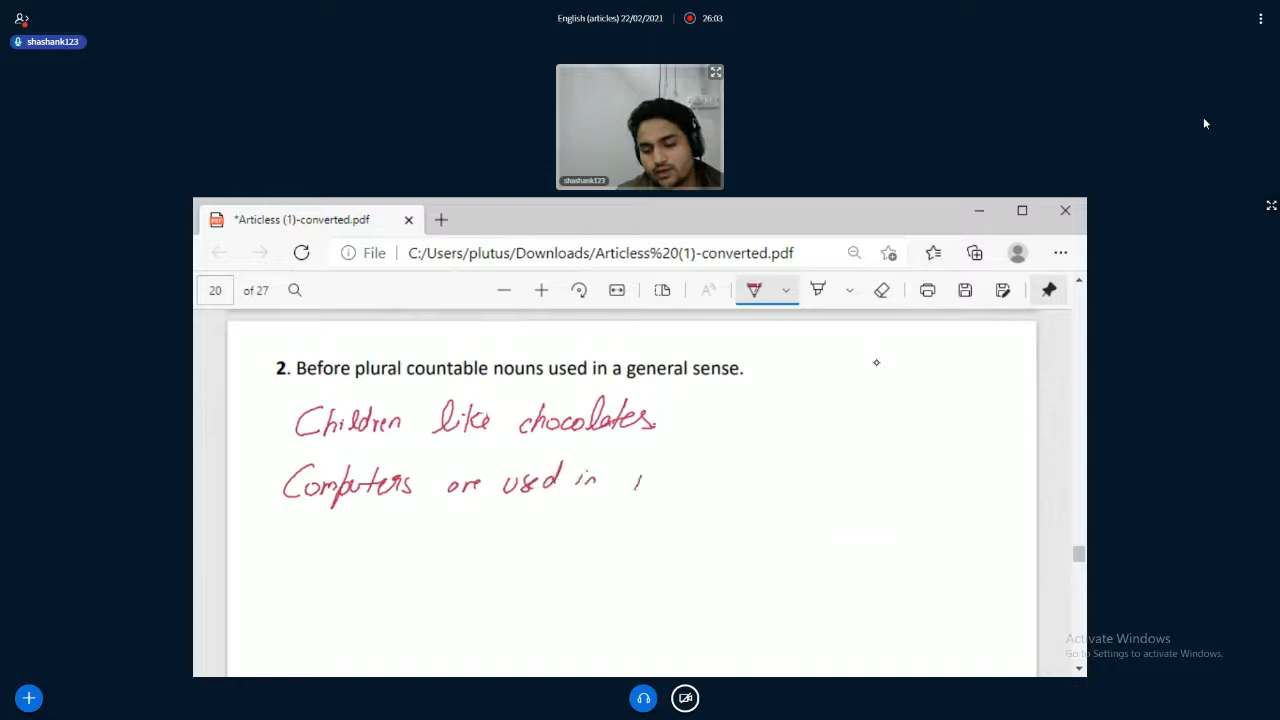 English (articles) 22/02/2021 26:03
shashank123
shashank123
*Articless (1)-converted.pdf
File C:/Users/plutus/Downloads/Articless%20(1)-converted.pdf
20 of 27
2. Before plural countable nouns used in a general sense.
Children like chocolates.
Computers are used in
Activate Windows
Go to Settings to activate Windows.